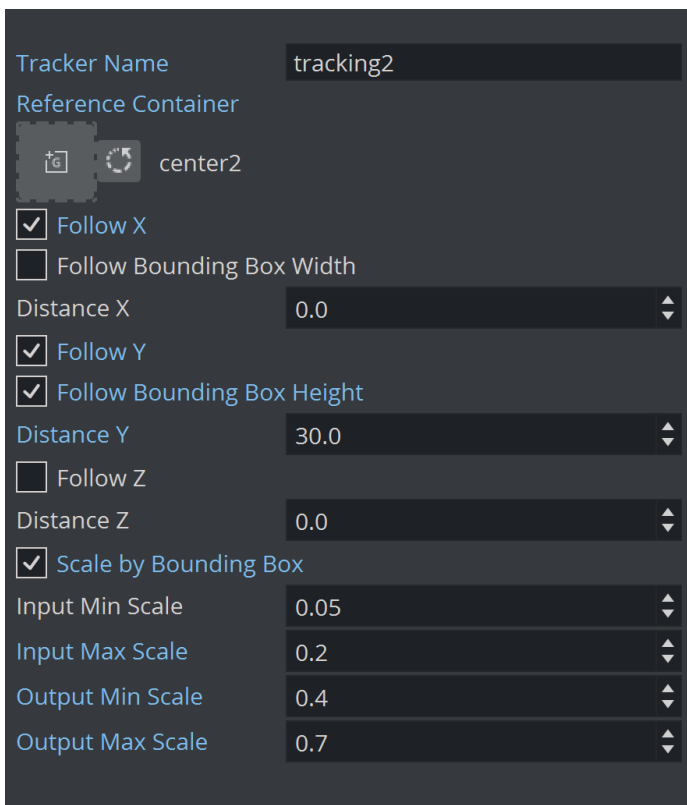 Tracker Name tracking2
Reference Container
G center2
Follow X
Follow Bounding Box Width
Distance X 0.0
Follow Y
Follow Bounding Box Height
Distance Y 30.0
Follow Z
Distance Z 0.0
Scale by Bounding Box
Input Min Scale 0.05
Input Max Scale 0.2
Output Min Scale 0.4
Output Max Scale 0.7